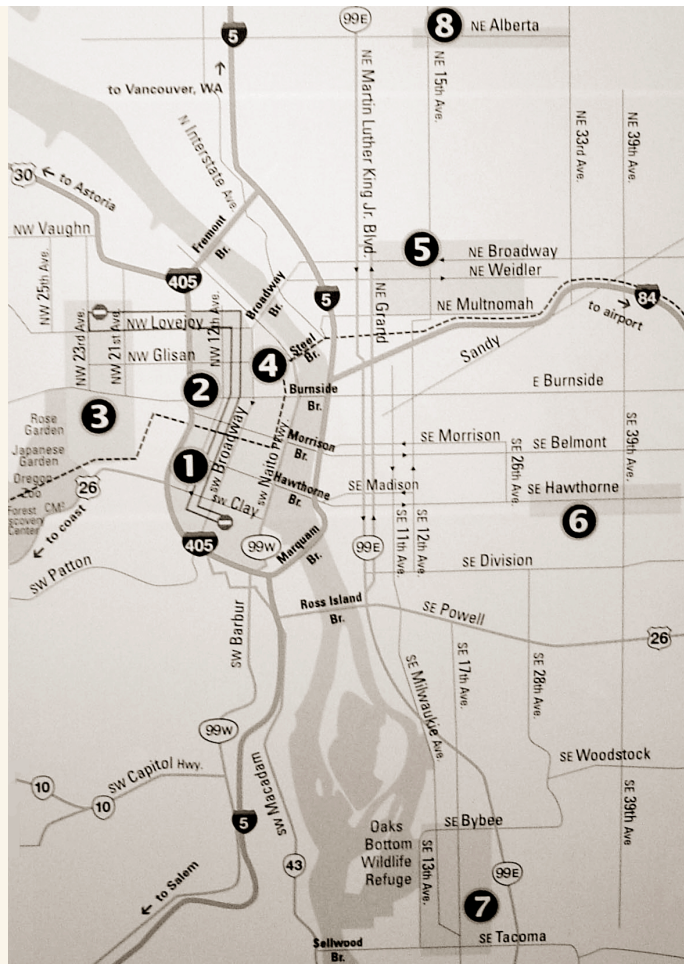 99E
8
NE Alberta
5
to Vancouver, WA
N Interstate Ave.
NE Martin Luther King Jr. Blvd.
NE 15th Ave.
NE 33rd Ave.
NE 39th Ave.
30
to Astoria
NW Vaughn
Fremont
Br.
5
NE Broadway
NE Weidler
405
Broadway
Br.
5
NE Grand
NE Multnomah
84
to airport
NW 25th Ave.
NW 23rd Ave.
NW 21st Ave.
NW Lovejoy
NW 12th Ave.
NW Glisan
Steel
Br.
Sandy
4
2
Burnside
Br.
E Burnside
3
Rose
Garden
Japanese
Garden
Oregon
Zoo
CM²
Forest
Center
26
to coast
1
SW Broadway
SW Naito Pkwy
Morrison
Br.
SE Morrison
SE Belmont
SE 26th Ave.
SE 39th Ave.
Hawthorne
Br.
SE Madison
SE Hawthorne
6
SW Clay
SE 11th Ave.
SE 12th Ave.
405
99W
Marquam
Br.
99E
SE Division
SW Patton
Ross Island
Br.
SE Powell
26
SW Barbur
SE Milwaukie Ave.
SE 17th Ave.
SE 28th Ave.
99W
SW Capitol Hwy.
10
10
SW Macadam
5
SE Woodstock
SE 39th Ave
SE Bybee
Oaks
Bottom
Wildlife
Refuge
SE 13th Ave.
43
99E
to Salem
7
Sellwood
Br.
SE Tacoma